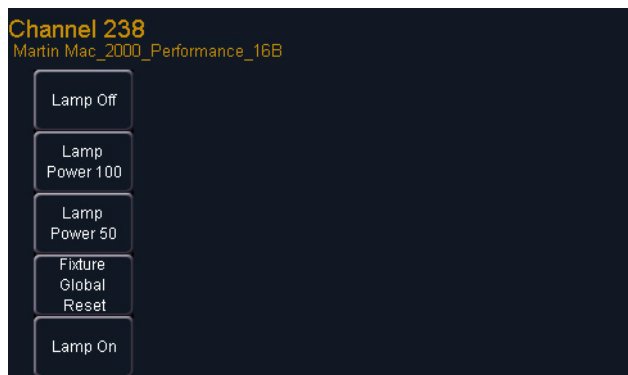 Channel 238
Martin Mac_2000_Performance_16B
Lamp Off
Lamp
Power 100
Lamp
Power 50
Fixture
Global
Reset
Lamp On